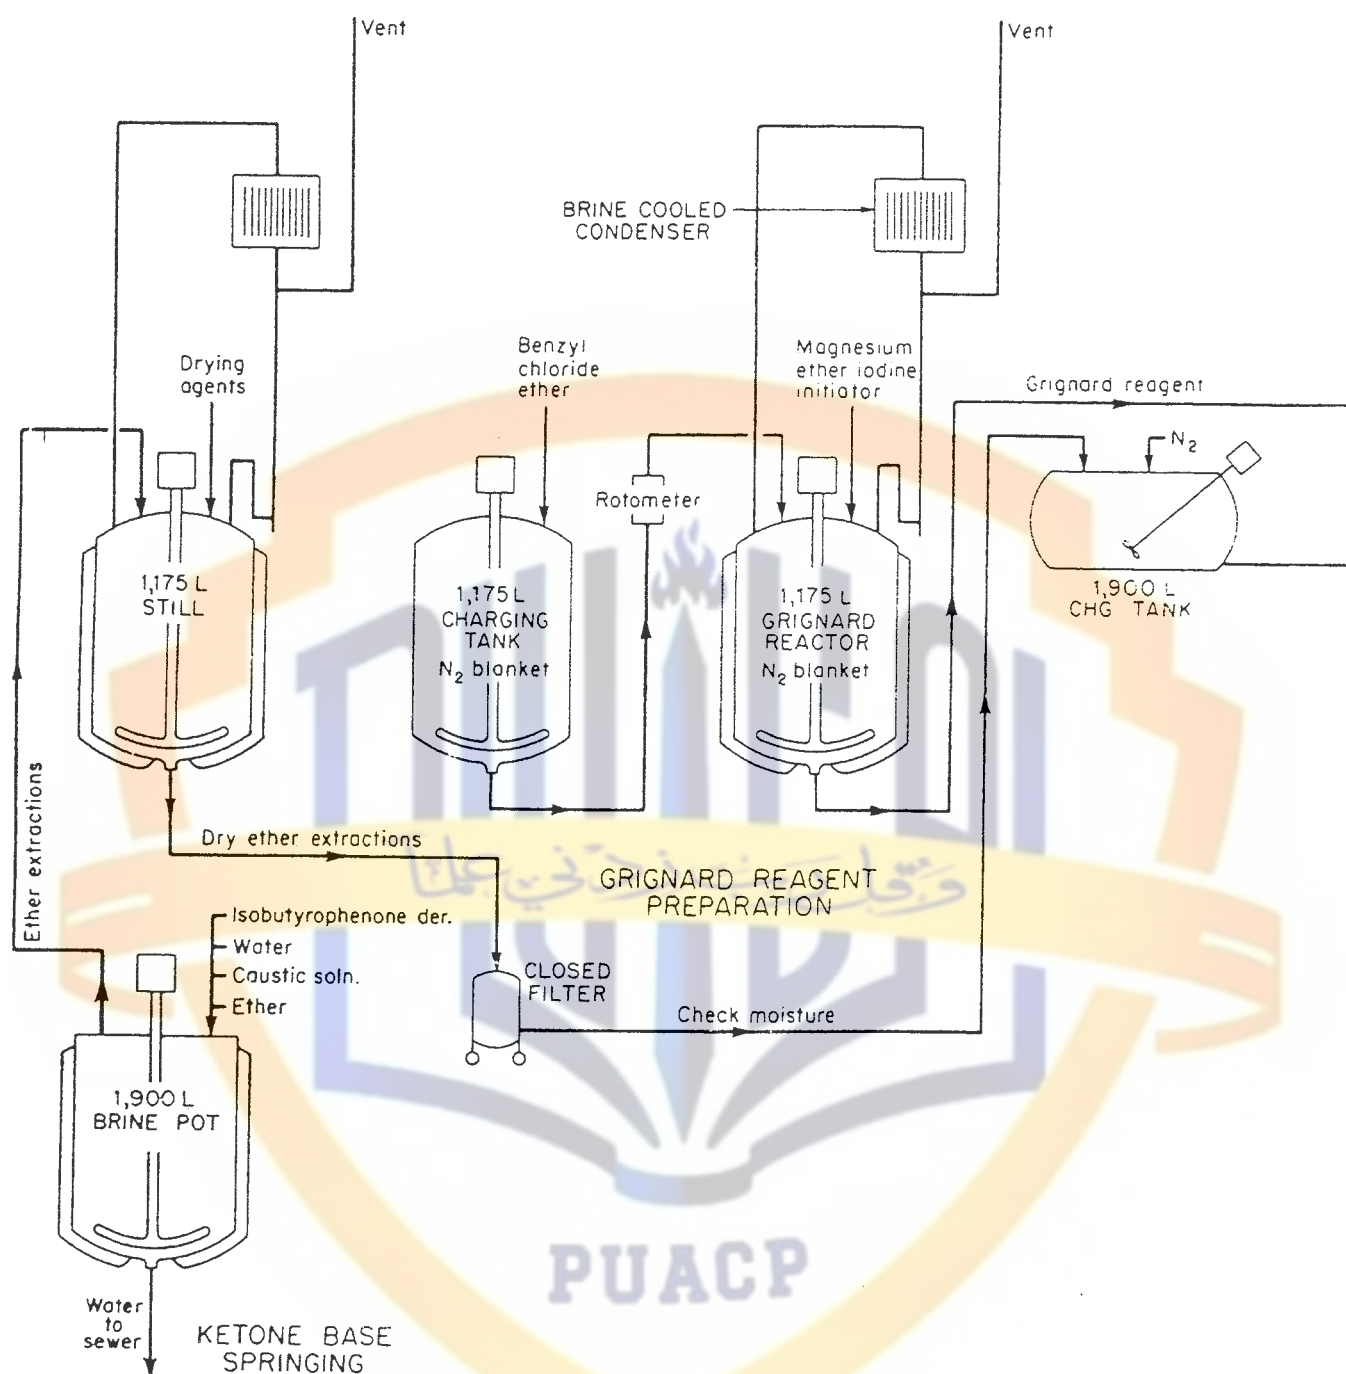 Vent
Vent
BRINE COOLED
CONDENSER
Drying
agents
Benzyl
chloride
ether
Magnesium
ether iodine
initiator
Grignard reagent
N2
Rotometer
1,175 L
STILL
1,175 L
CHARGING
TANK
N2 blanket
1,175 L
GRIGNARD
REACTOR
N2 blanket
1,900 L
CHG TANK
Ether extractions
Dry ether extractions
وَقُل رَّبِّ زِدْنِي عِلْمًا
GRIGNARD REAGENT
PREPARATION
Isobutyrophenone der.
Water
Caustic soln.
Ether
CLOSED
FILTER
Check moisture
1,900 L
BRINE POT
PUACP
Water
to
sewer
KETONE BASE
SPRINGING